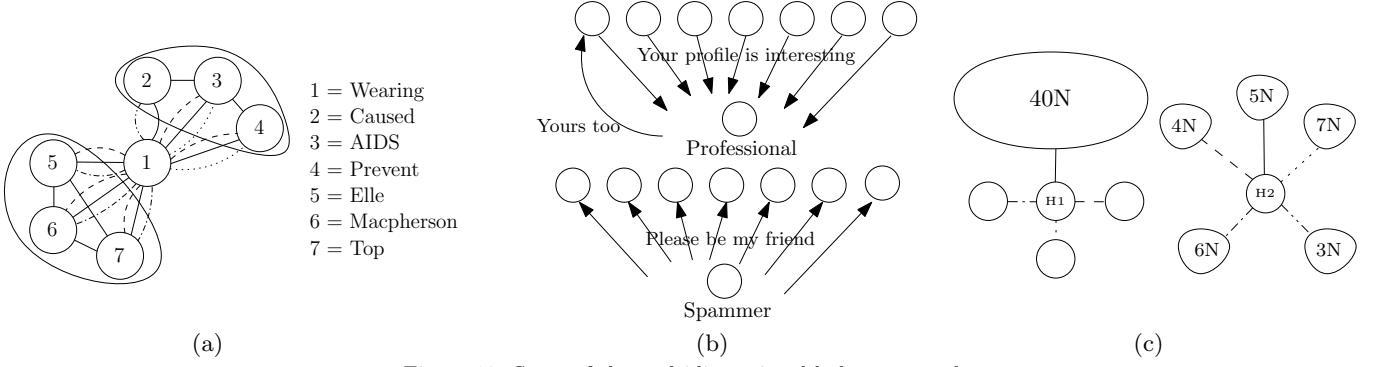 2
3
4
5
1
6
7
1 = Wearing
2 = Caused
3 = AIDS
4 = Prevent
5 = Elle
6 = Macpherson
7 = Top
(a)
Your profile is interesting
Yours too
Professional
Please be my friend
Spammer
(b)
40N
H1
5N
4N
7N
H2
6N
3N
(c)